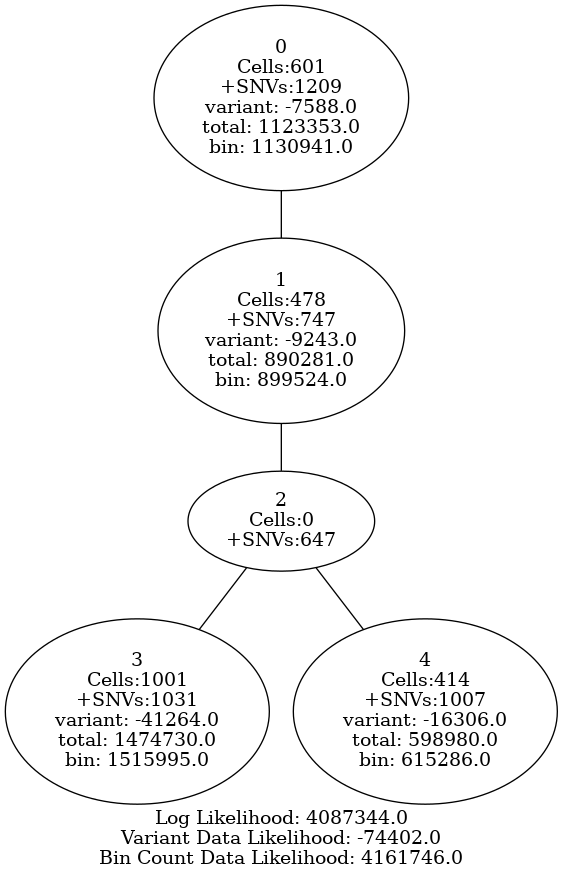 0
Cells:601
+SNVs:1209
variant: -7588.0
total: 1123353.0
bin: 1130941.0
1
Cells:478
+SNVs:747
variant: -9243.0
total: 890281.0
bin: 899524.0
2
Cells:0
+SNVs:647
3
Cells:1001
+SNVs:1031
variant: -41264.0
total: 1474730.0
bin: 1515995.0
4
Cells:414
+SNVs:1007
variant: -16306.0
total: 598980.0
bin: 615286.0
Log Likelihood: 4087344.0
Variant Data Likelihood: -74402.0
Bin Count Data Likelihood: 4161746.0